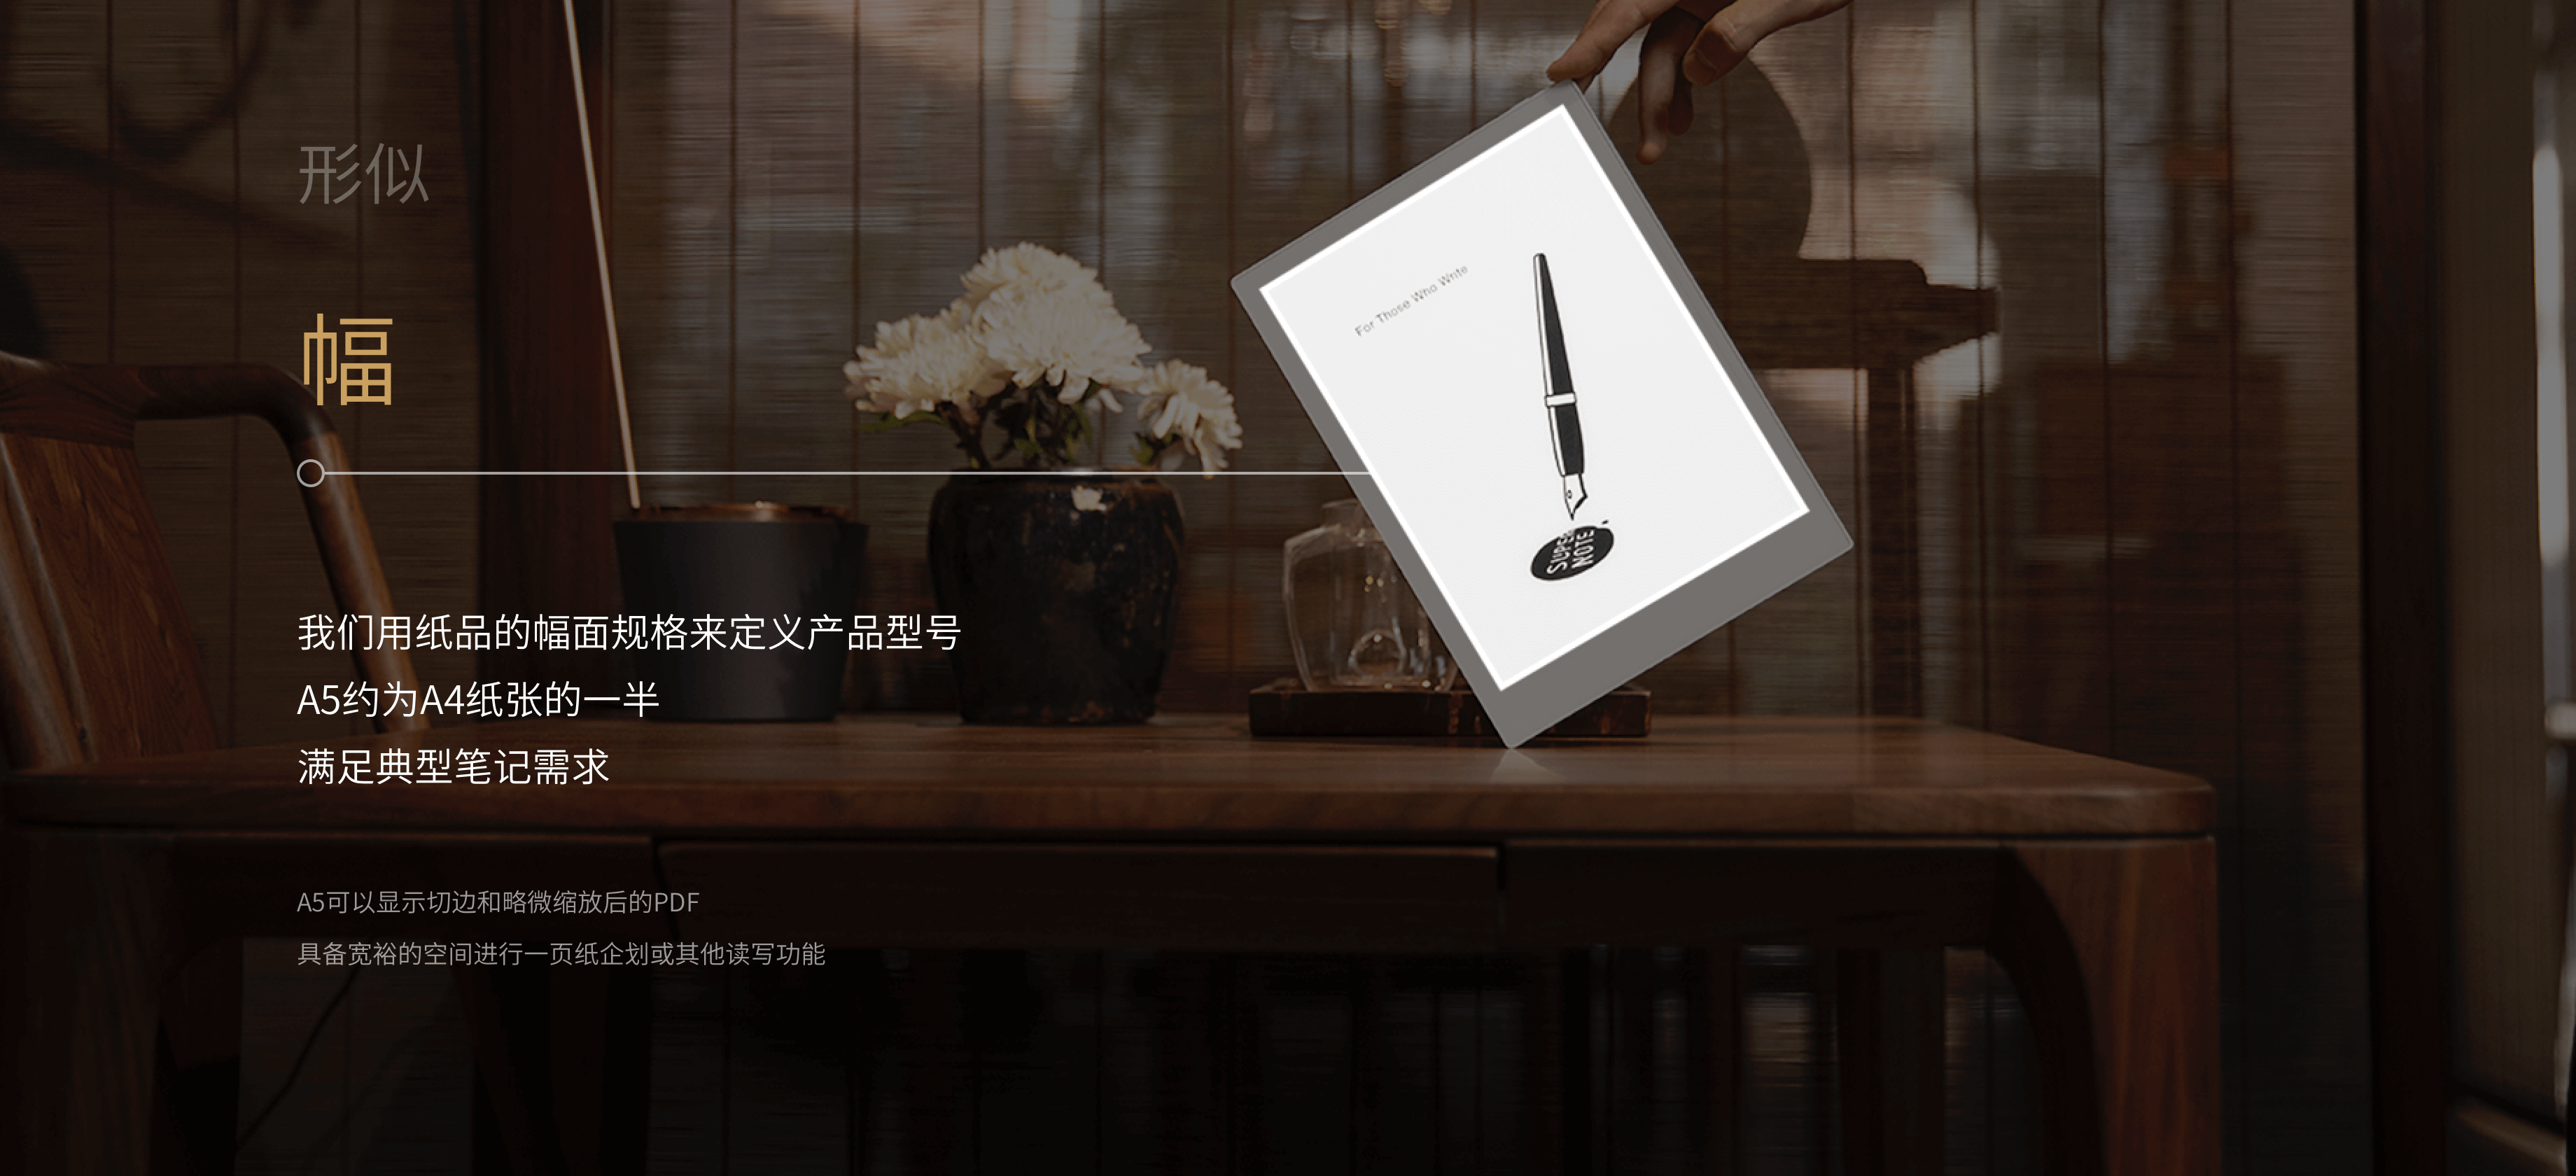 形似
幅
我们用纸品的幅面规格来定义产品型号
A5约为A4纸张的一半
满足典型笔记需求
A5可以显示切边和略微缩放后的PDF
具备宽裕的空间进行一页纸企划或其他读写功能
For Those Who Write
SUPER
NOTE